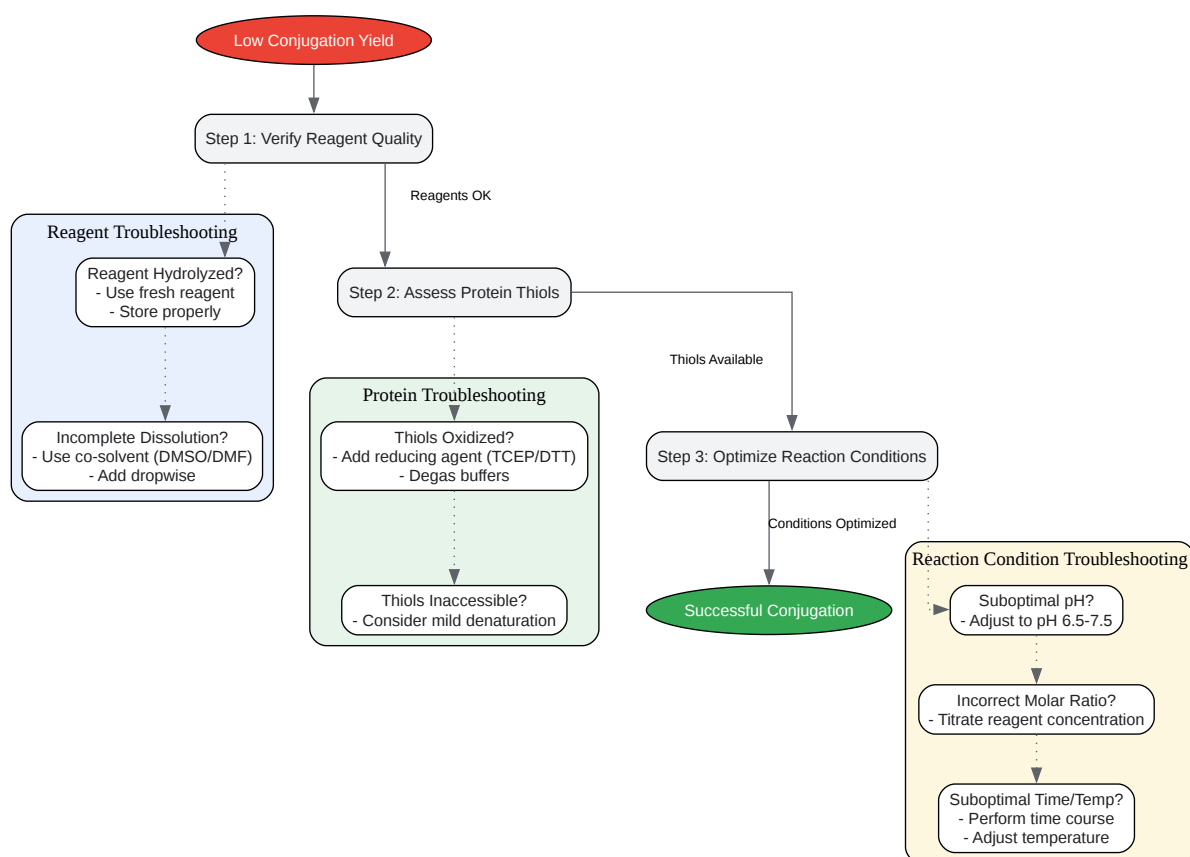 Low Conjugation Yield
Step 1: Verify Reagent Quality
Reagents OK
Reagent Troubleshooting
Reagent Hydrolyzed?
- Use fresh reagent
- Store properly
Step 2: Assess Protein Thiols
Thiols Available
Protein Troubleshooting
Incomplete Dissolution?
- Use co-solvent (DMSO/DMF)
- Add dropwise
Thiols Oxidized?
- Add reducing agent (TCEP/DTT)
- Degas buffers
Step 3: Optimize Reaction Conditions
Conditions Optimized
Reaction Condition Troubleshooting
Thiols Inaccessible?
- Consider mild denaturation
Successful Conjugation
Suboptimal pH?
- Adjust to pH 6.5-7.5
Incorrect Molar Ratio?
- Titrate reagent concentration
Suboptimal Time/Temp?
- Perform time course
- Adjust temperature